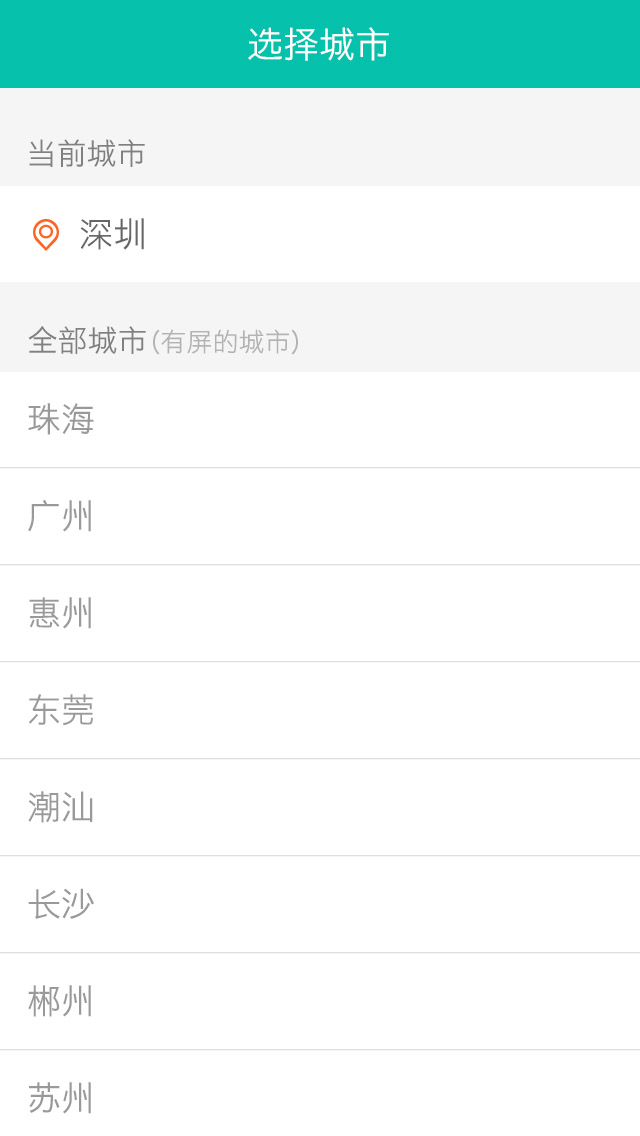 选择城市
当前城市
深圳
全部城市(有屏的城市)
珠海
广州
惠州
东莞
潮汕
长沙
郴州
苏州